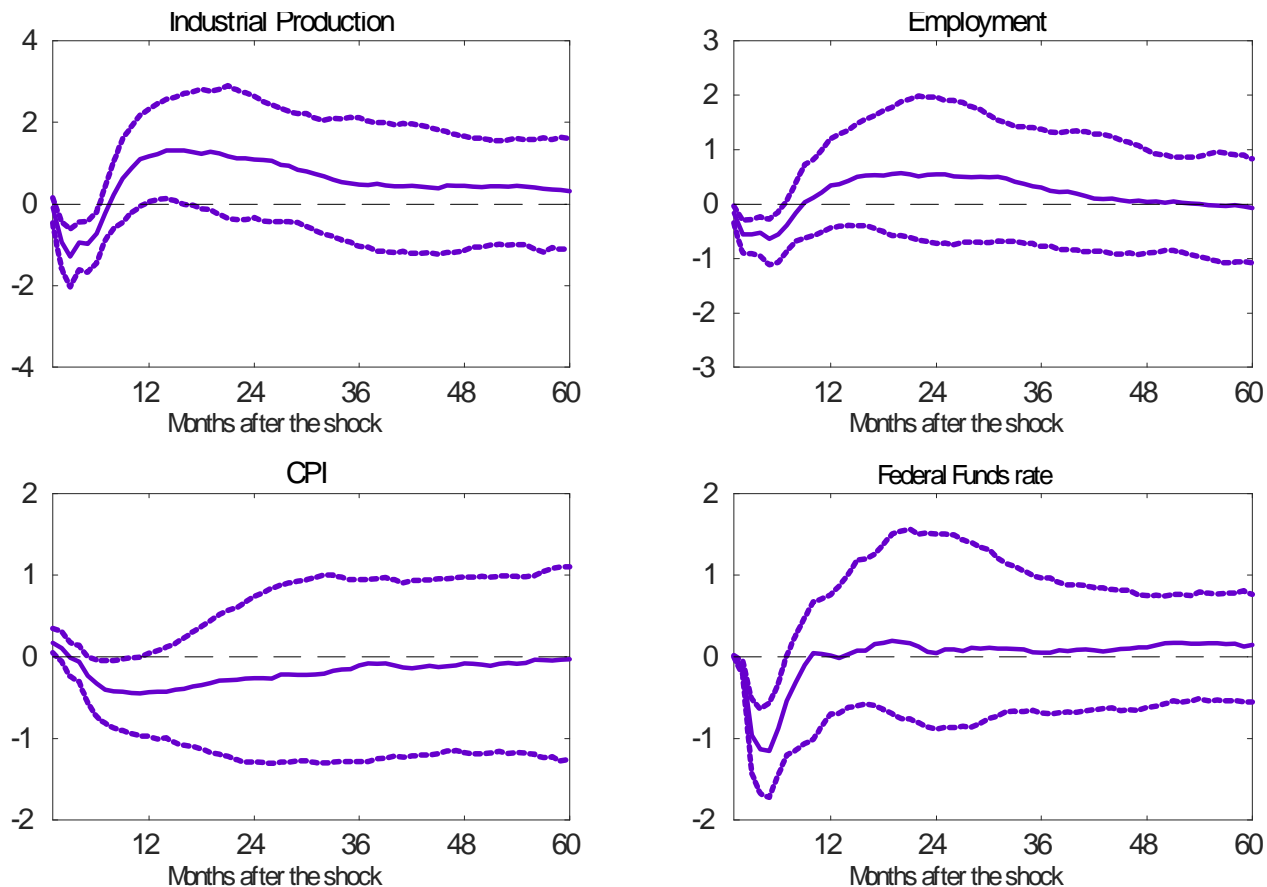 Industrial Production
4
2
0
-2
-4
12 24 36 48 60
Months after the shock
Employment
3
2
1
0
-1
-2
-3
12 24 36 48 60
Months after the shock
CPI
2
1
0
-1
-2
12 24 36 48 60
Months after the shock
Federal Funds rate
2
1
0
-1
-2
12 24 36 48 60
Months after the shock